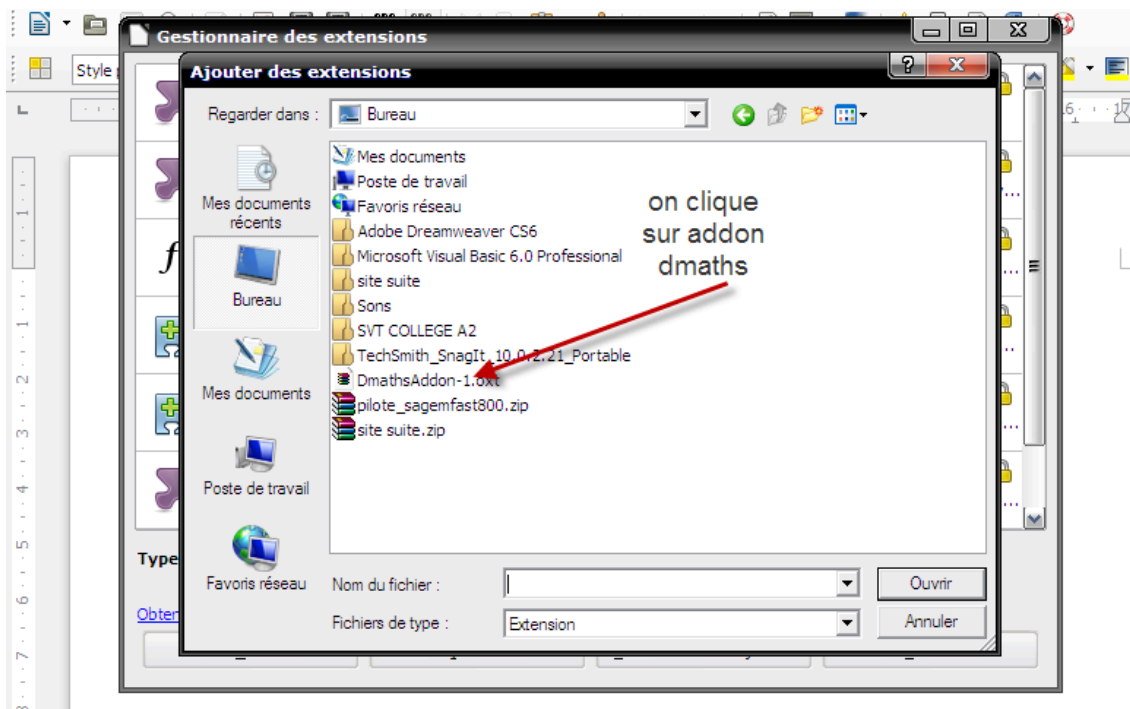 Gestionnaire des extensions
Style
Ajouter des extensions
Regarder dans :
Bureau
Mes documents
Poste de travail
Favoris réseau
Adobe Dreamweaver CS6
Microsoft Visual Basic 6.0 Professional
site suite
Sons
SVT COLLEGE A2
TechSmith_SnagIt_10.0.2.21_Portable
DmathsAddon-1.oxt
pilote_sagemfast800.zip
site suite.zip
on clique
sur addon
dmaths
Mes documents
récents
Bureau
Mes documents
Poste de travail
Favoris réseau
Type
Obten
Nom du fichier :
Ouvrir
Fichiers de type :
Extension
Annuler